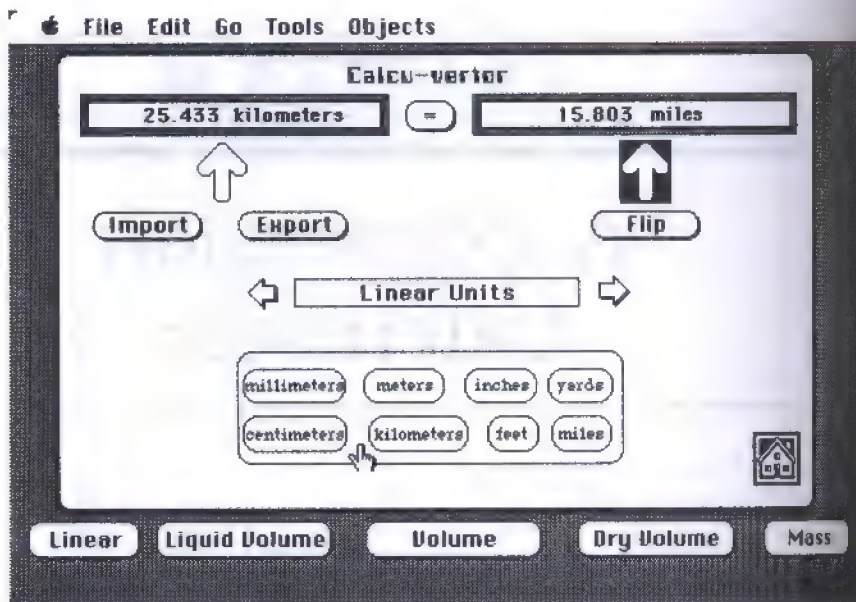 File Edit Go Tools Objects
Calcu-vertor
25.433 kilometers = 15.803 miles
Import Export Flip
Linear Units
millimeters meters inches yards
centimeters kilometers feet miles
Linear Liquid Volume Volume Dry Volume Mass